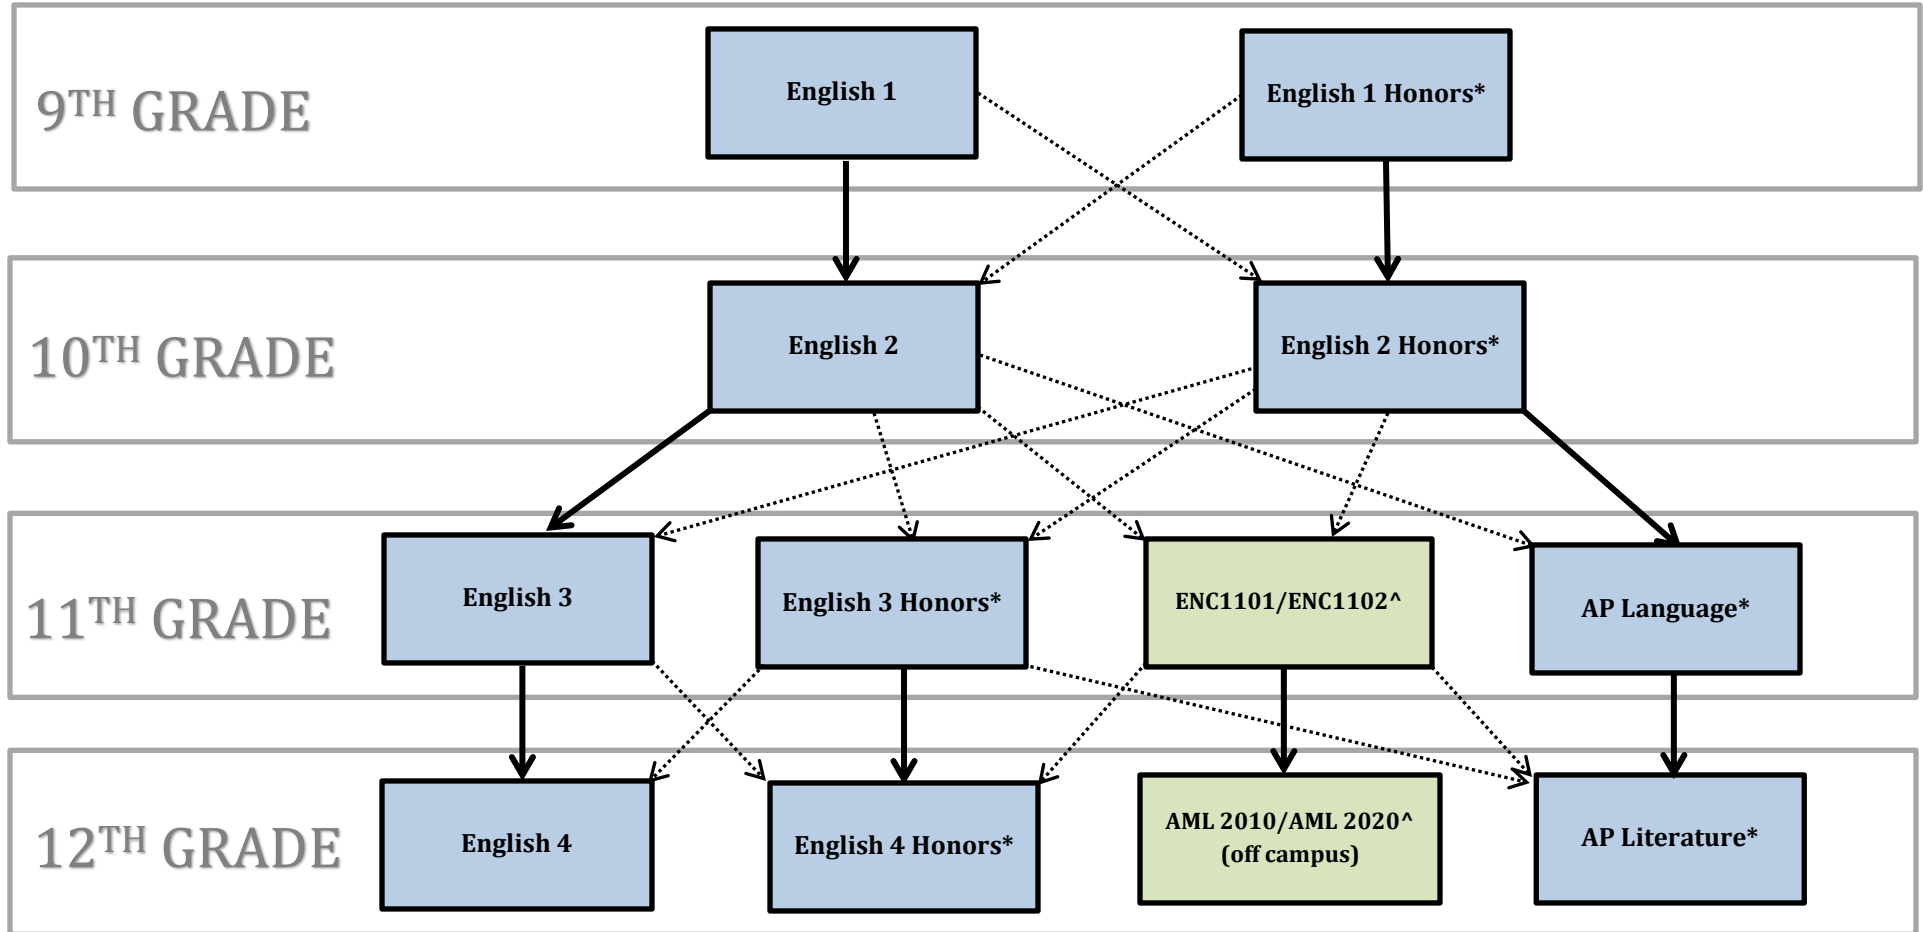 9TH GRADE
English 1
English 1 Honors*
10TH GRADE
English 2
English 2 Honors*
11TH GRADE
English 3
English 3 Honors*
ENC1101/ENC1102^
AP Language*
12TH GRADE
English 4
English 4 Honors*
AML 2010/AML 2020^
(off campus)
AP Literature*